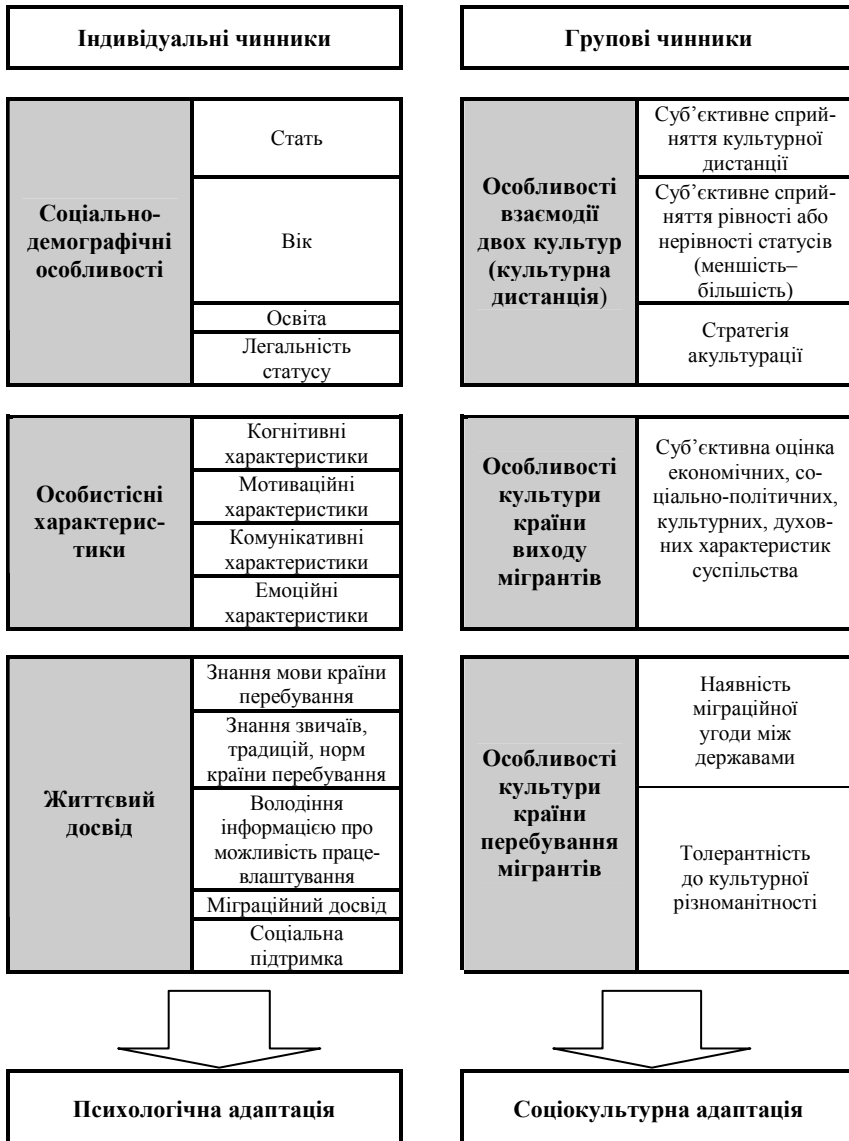 Індивідуальні чинники
Соціально-
демографічні
особливості
Стать
Вік
Освіта
Легальність
статусу
Особистісні
характерис-
тики
Когнітивні
характеристики
Мотиваційні
характеристики
Комунікативні
характеристики
Емоційні
характеристики
Життєвий
досвід
Знання мови країни
перебування
Знання звичаїв,
традицій, норм
країни перебування
Володіння
інформацією про
можливість праце-
влаштування
Міграційний досвід
Соціальна
підтримка
Психологічна адаптація
Групові чинники
Особливості
взаємодії
двох культур
(культурна
дистанція)
Суб’єктивне сприй-
няття культурної
дистанції
Суб’єктивне сприй-
няття рівності або
нерівності статусів
(меншість–
більшість)
Стратегія
акультурації
Особливості
культури
країни
виходу
мігрантів
Суб’єктивна оцінка
економічних, со-
ціально-політичних,
культурних, духов-
них характеристик
суспільства
Особливості
культури
країни
перебування
мігрантів
Наявність
міграційної
угоди між
державами
Толерантність
до культурної
різноманітності
Соціокультурна адаптація